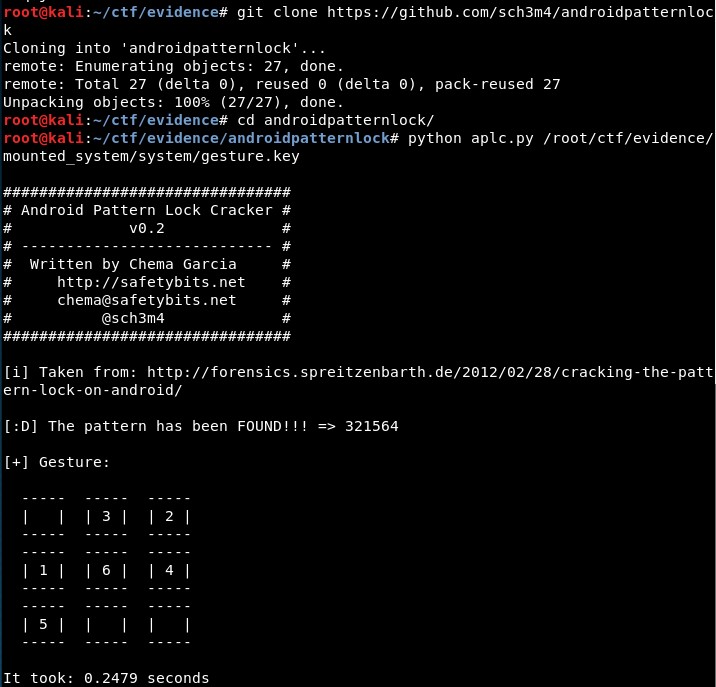 root@kali:~/ctf/evidence# git clone https://github.com/sch3m4/androidpatternloc
k
Cloning into 'androidpatternlock'...
remote: Enumerating objects: 27, done.
remote: Total 27 (delta 0), reused 0 (delta 0), pack-reused 27
Unpacking objects: 100% (27/27), done.
root@kali:~/ctf/evidence# cd androidpatternlock/
root@kali:~/ctf/evidence/androidpatternlock# python aplc.py /root/ctf/evidence/
mounted_system/system/gesture.key

################################
# Android Pattern Lock Cracker #
#             v0.2             #
# ---------------------------- #
#  Written by Chema Garcia     #
#     http://safetybits.net    #
#     chema@safetybits.net     #
#          @sch3m4             #
################################

[i] Taken from: http://forensics.spreitzenbarth.de/2012/02/28/cracking-the-patt
ern-lock-on-android/

[:D] The pattern has been FOUND!!! => 321564

[+] Gesture:

  -----  -----  -----
  |   |  | 3 |  | 2 |
  -----  -----  -----
  -----  -----  -----
  | 1 |  | 6 |  | 4 |
  -----  -----  -----
  -----  -----  -----
  | 5 |  |   |  |   |
  -----  -----  -----

It took: 0.2479 seconds